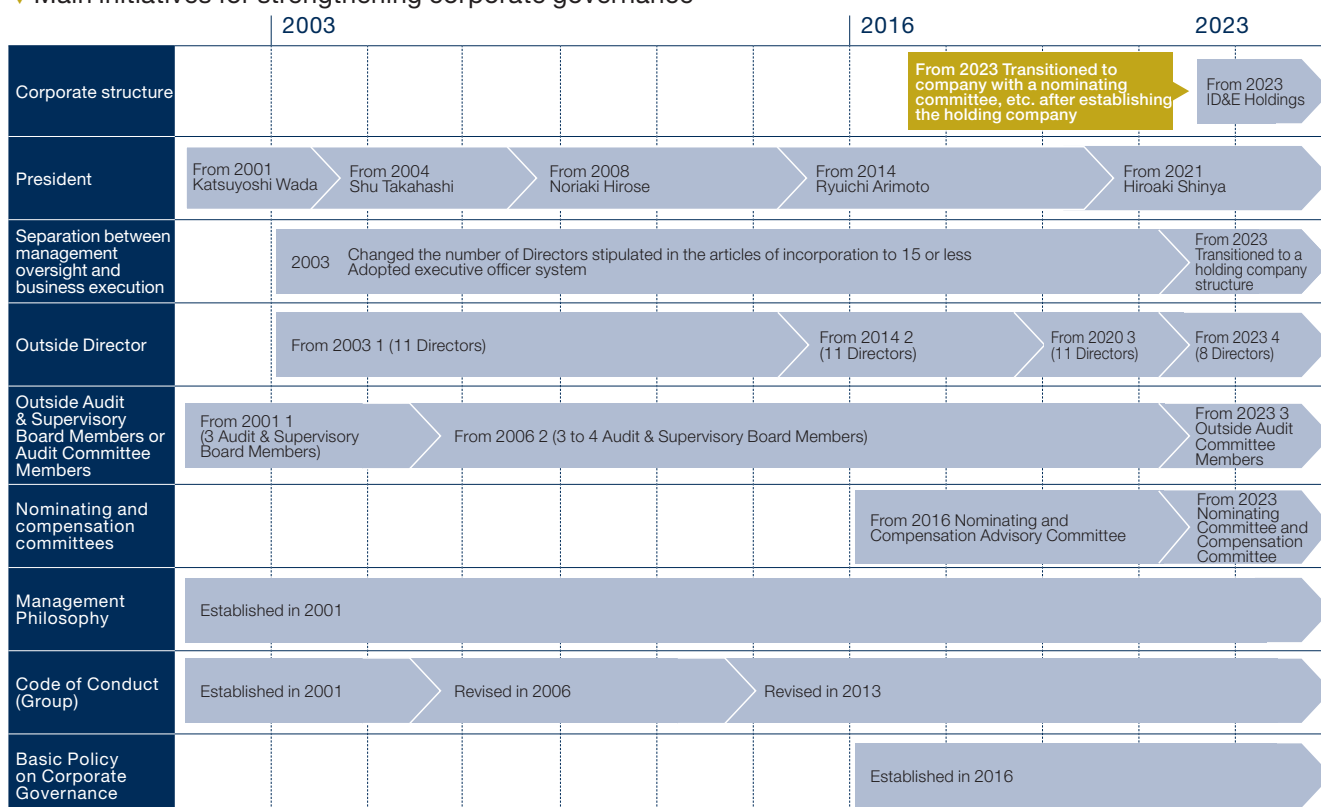 Main initiatives for strengthening corporate governance
2003
2016
2023
Corporate structure
From 2023 Transitioned to
company with a nominating
committee, etc. after establishing
the holding company
From 2023
ID&E Holdings
President
From 2001
Katsuyoshi Wada
From 2004
Shu Takahashi
From 2008
Noriaki Hirose
From 2014
Ryuichi Arimoto
From 2021
Hiroaki Shinya
Separation between
management
oversight and
business execution
2003
Changed the number of Directors stipulated in the articles of incorporation to 15 or less
Adopted executive officer system
From 2023
Transitioned to a
holding company
structure
Outside Director
From 2003 1 (11 Directors)
From 2014 2
(11 Directors)
From 2020 3
(11 Directors)
From 2023 4
(8 Directors)
Outside Audit
& Supervisory
Board Members or
Audit Committee
Members
From 2001 1
(3 Audit & Supervisory
Board Members)
From 2006 2 (3 to 4 Audit & Supervisory Board Members)
From 2023 3
Outside Audit
Committee
Members
Nominating and
compensation
committees
From 2016 Nominating and
Compensation Advisory Committee
From 2023
Nominating
Committee and
Compensation
Committee
Management
Philosophy
Established in 2001
Code of Conduct
(Group)
Established in 2001
Revised in 2006
Revised in 2013
Basic Policy
on Corporate
Governance
Established in 2016